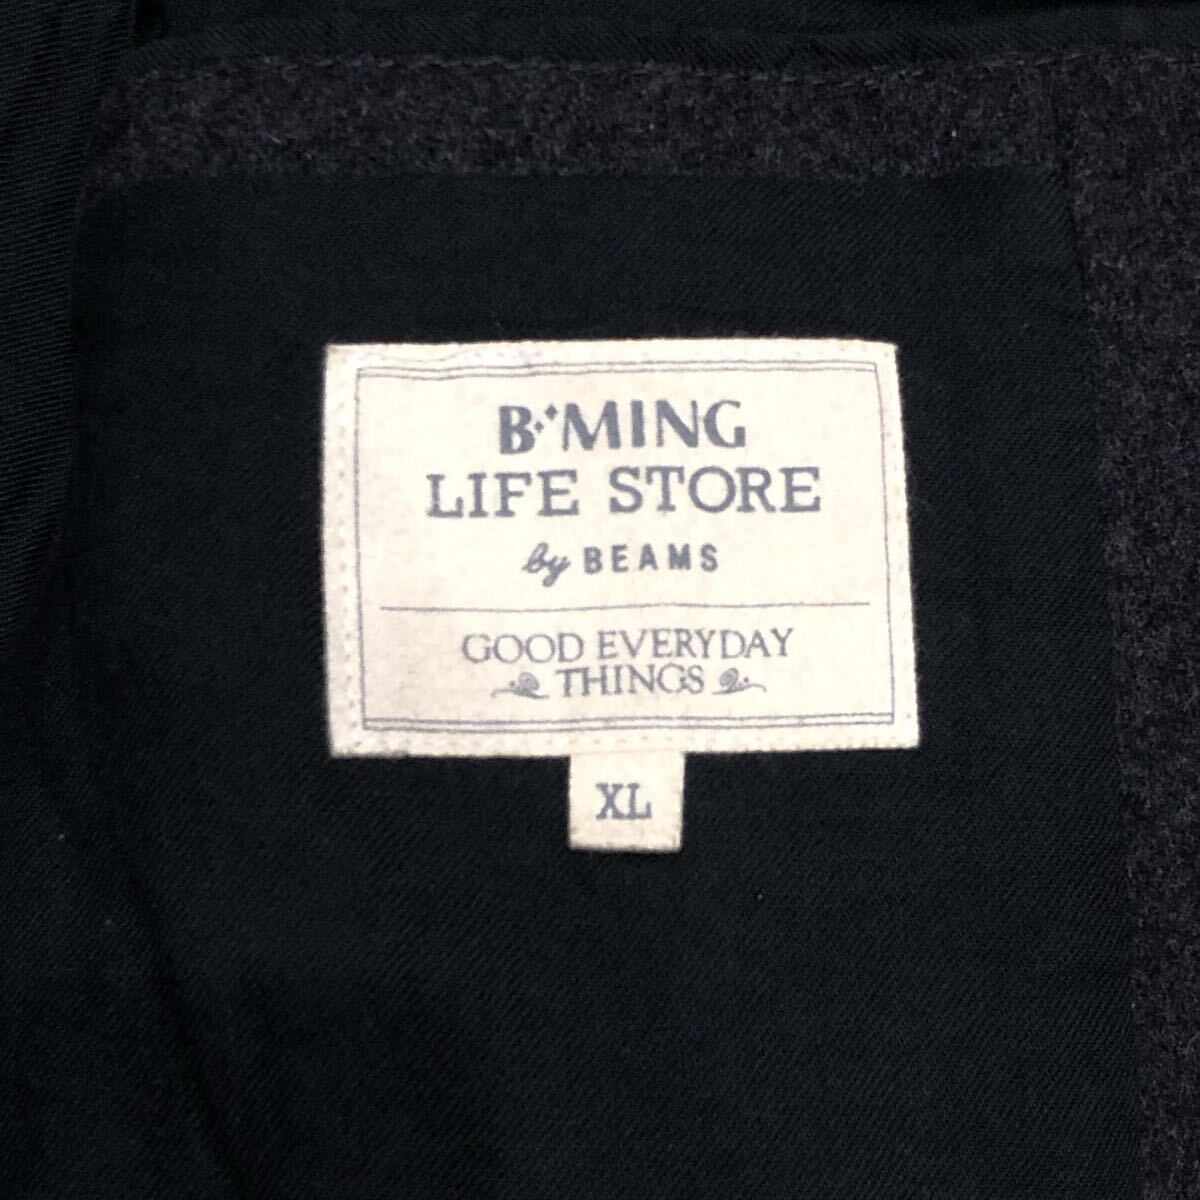 B:MING
LIFE STORE
by BEAMS
GOOD EVERYDAY
THINGS
XL